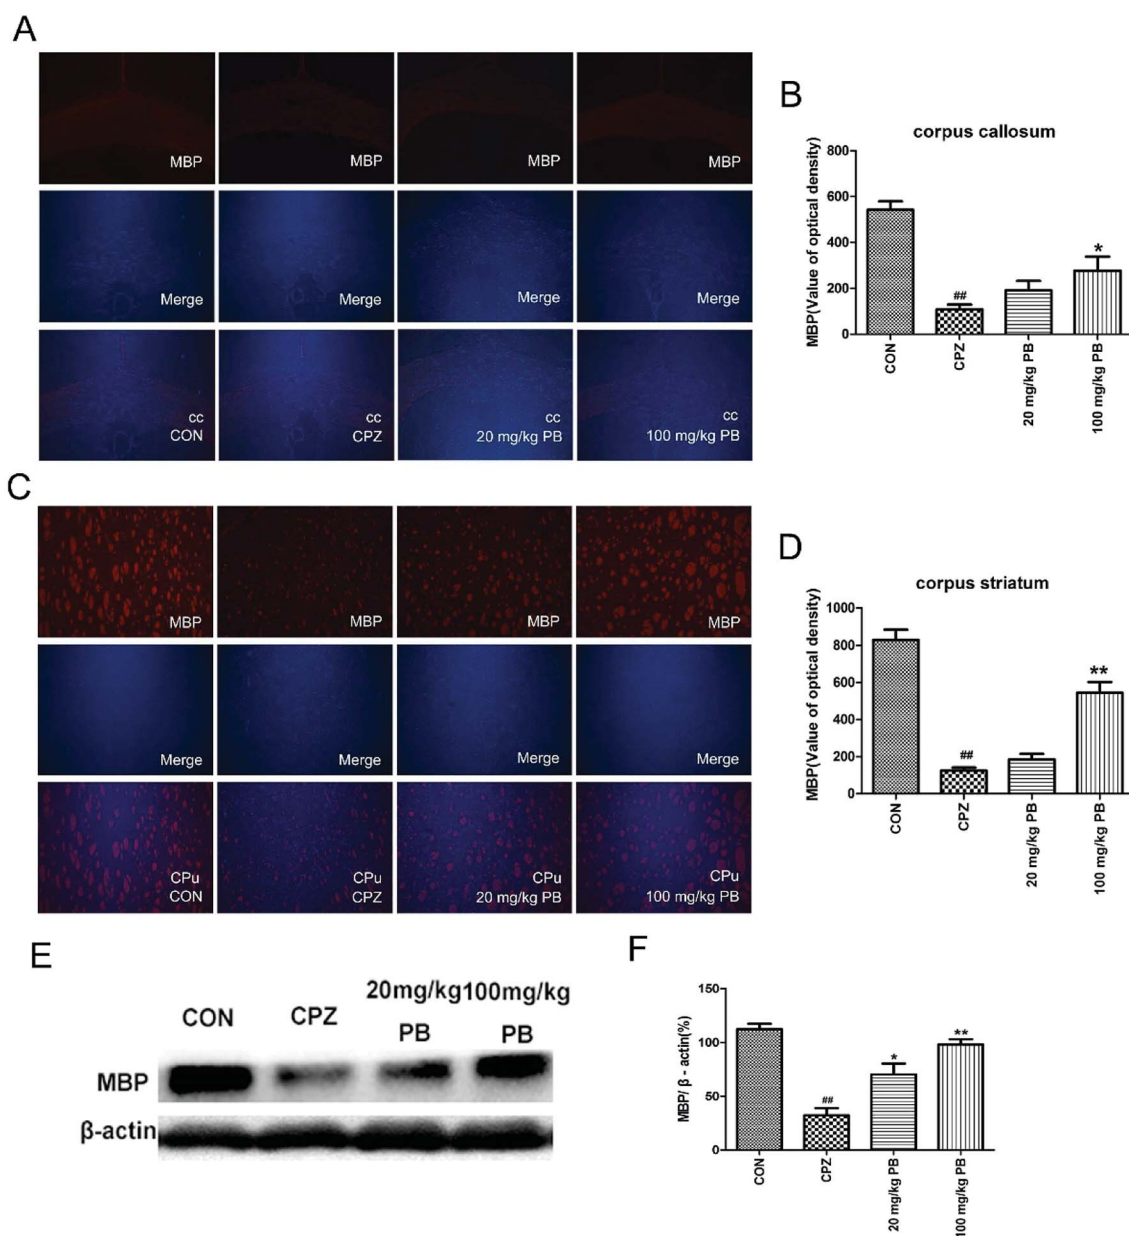 A
MBP
MBP
MBP
MBP
Merge
Merge
Merge
Merge
cc
CON
cc
CPZ
cc
20 mg/kg PB
cc
100 mg/kg PB
B
corpus callosum
MBP(Value of optical density)
800
600
400
200
0
##
*
CON
CPZ
20 mg/kg PB
100 mg/kg PB
C
MBP
MBP
MBP
MBP
Merge
Merge
Merge
Merge
CPu
CON
CPu
CPZ
CPu
20 mg/kg PB
CPu
100 mg/kg PB
D
corpus striatum
MBP(Value of optical density)
1000
800
600
400
200
0
##
**
CON
CPZ
20 mg/kg PB
100 mg/kg PB
E
CON
CPZ
20mg/kg
PB
100mg/kg
PB
MBP
β-actin
F
MBP/ β - actin(%)
150
100
50
0
##
*
**
CON
CPZ
20 mg/kg PB
100 mg/kg PB